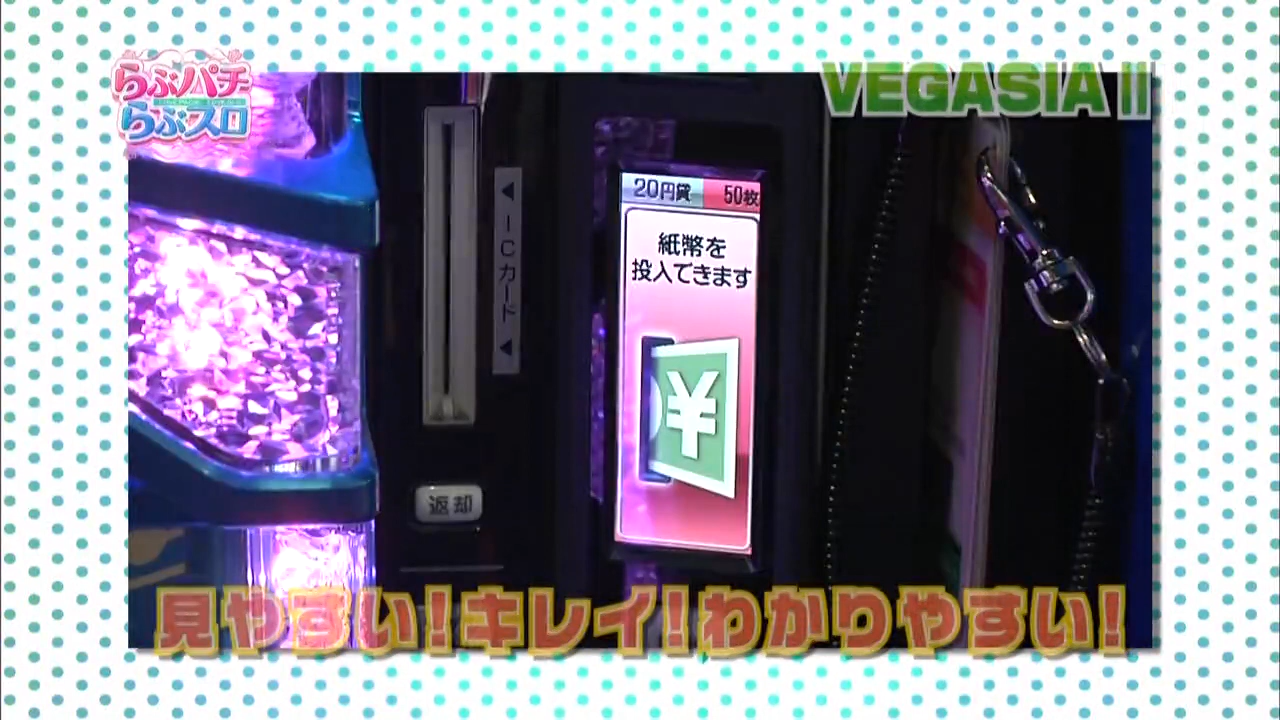 らぶパチ
らぶスロ
VEGASIA II
20円貸 50枚
紙幣を
投入できます
¥
ICカード
返却
見やすい!キレイ!わかりやすい!